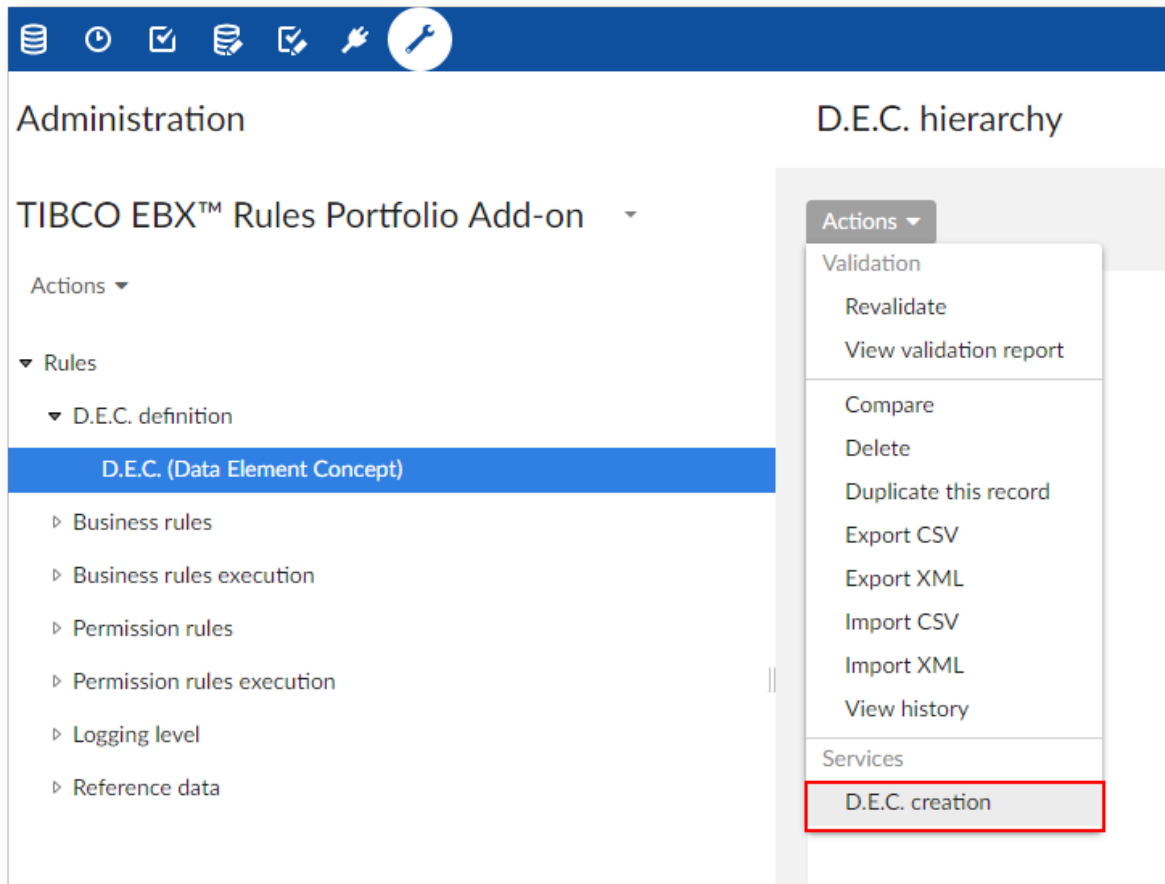 Administration
D.E.C. hierarchy
TIBCO EBX™ Rules Portfolio Add-on
Actions
Rules
D.E.C. definition
D.E.C. (Data Element Concept)
Business rules
Business rules execution
Permission rules
Permission rules execution
Logging level
Reference data
Actions
Validation
Revalidate
View validation report
Compare
Delete
Duplicate this record
Export CSV
Export XML
Import CSV
Import XML
View history
Services
D.E.C. creation